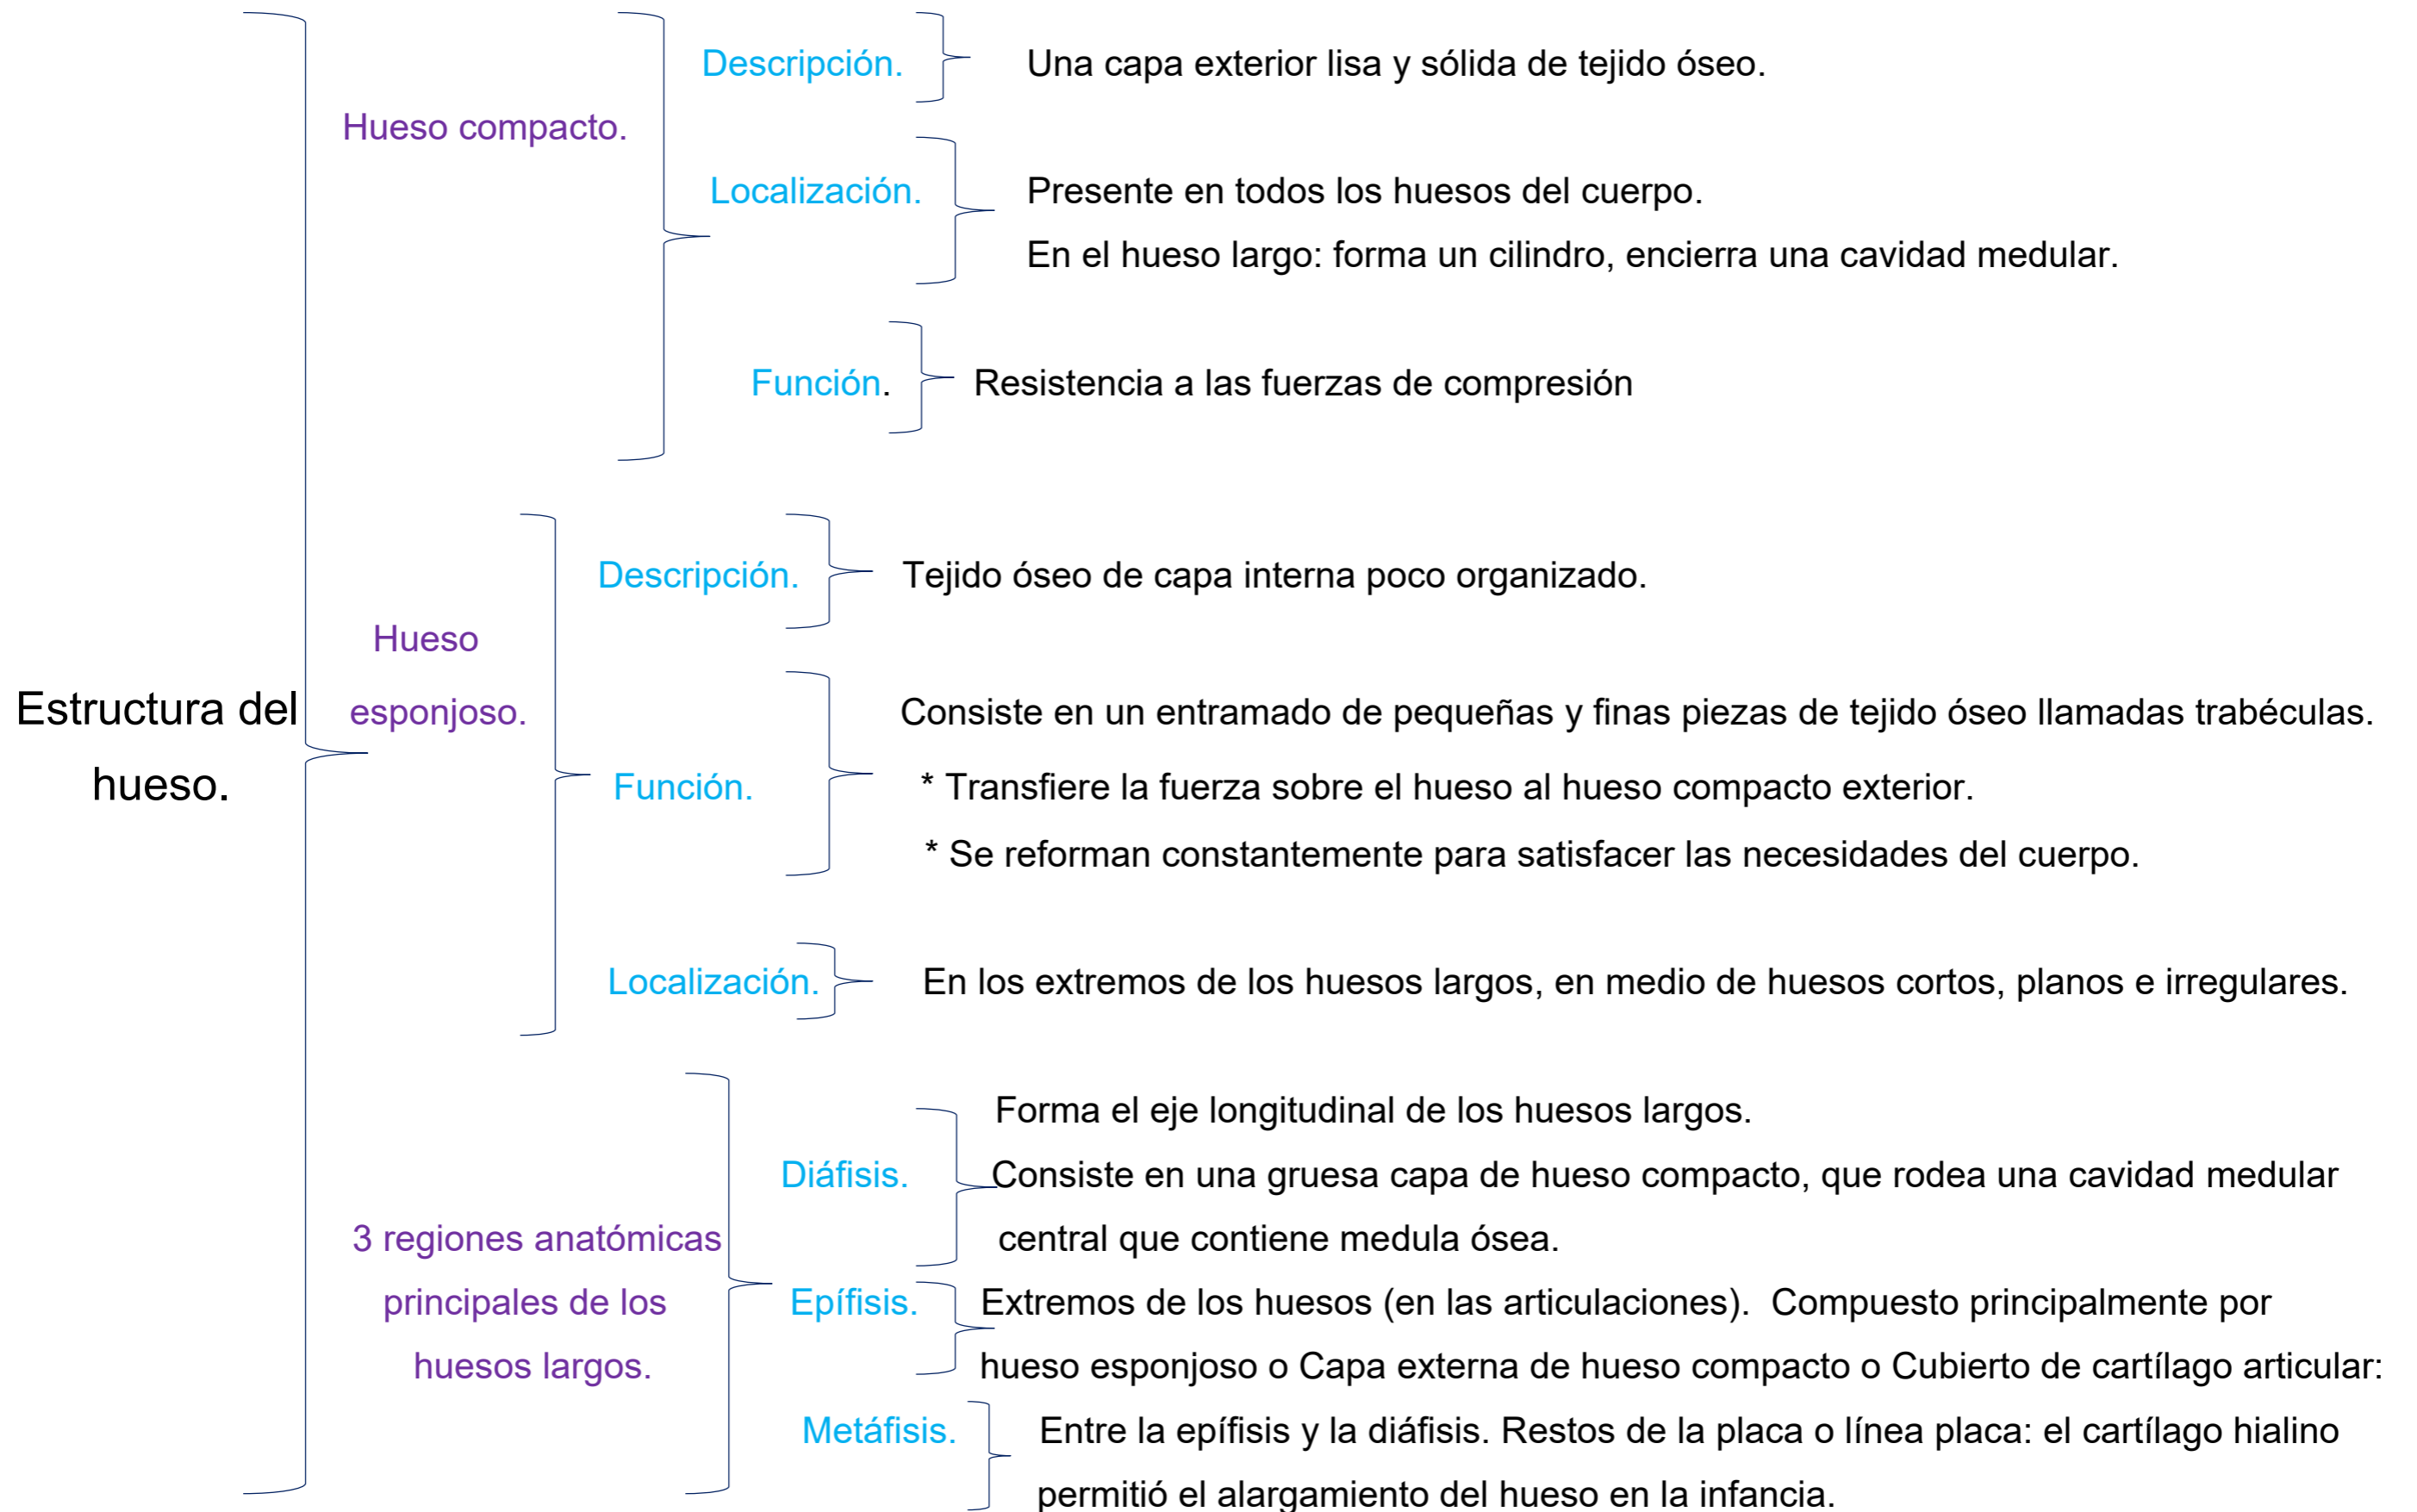 Estructura del
hueso.
Hueso compacto.
Descripción.
Una capa exterior lisa y sólida de tejido óseo.
Localización.
Presente en todos los huesos del cuerpo.
En el hueso largo: forma un cilindro, encierra una cavidad medular.
Función.
Resistencia a las fuerzas de compresión
Hueso
esponjoso.
Descripción.
Tejido óseo de capa interna poco organizado.
Función.
Consiste en un entramado de pequeñas y finas piezas de tejido óseo llamadas trabéculas.
* Transfiere la fuerza sobre el hueso al hueso compacto exterior.
* Se reforman constantemente para satisfacer las necesidades del cuerpo.
Localización.
En los extremos de los huesos largos, en medio de huesos cortos, planos e irregulares.
3 regiones anatómicas
principales de los
huesos largos.
Diáfisis.
Forma el eje longitudinal de los huesos largos.
Consiste en una gruesa capa de hueso compacto, que rodea una cavidad medular
central que contiene medula ósea.
Epífisis.
Extremos de los huesos (en las articulaciones).  Compuesto principalmente por
hueso esponjoso o Capa externa de hueso compacto o Cubierto de cartílago articular:
Metáfisis.
Entre la epífisis y la diáfisis. Restos de la placa o línea placa: el cartílago hialino
permitió el alargamiento del hueso en la infancia.